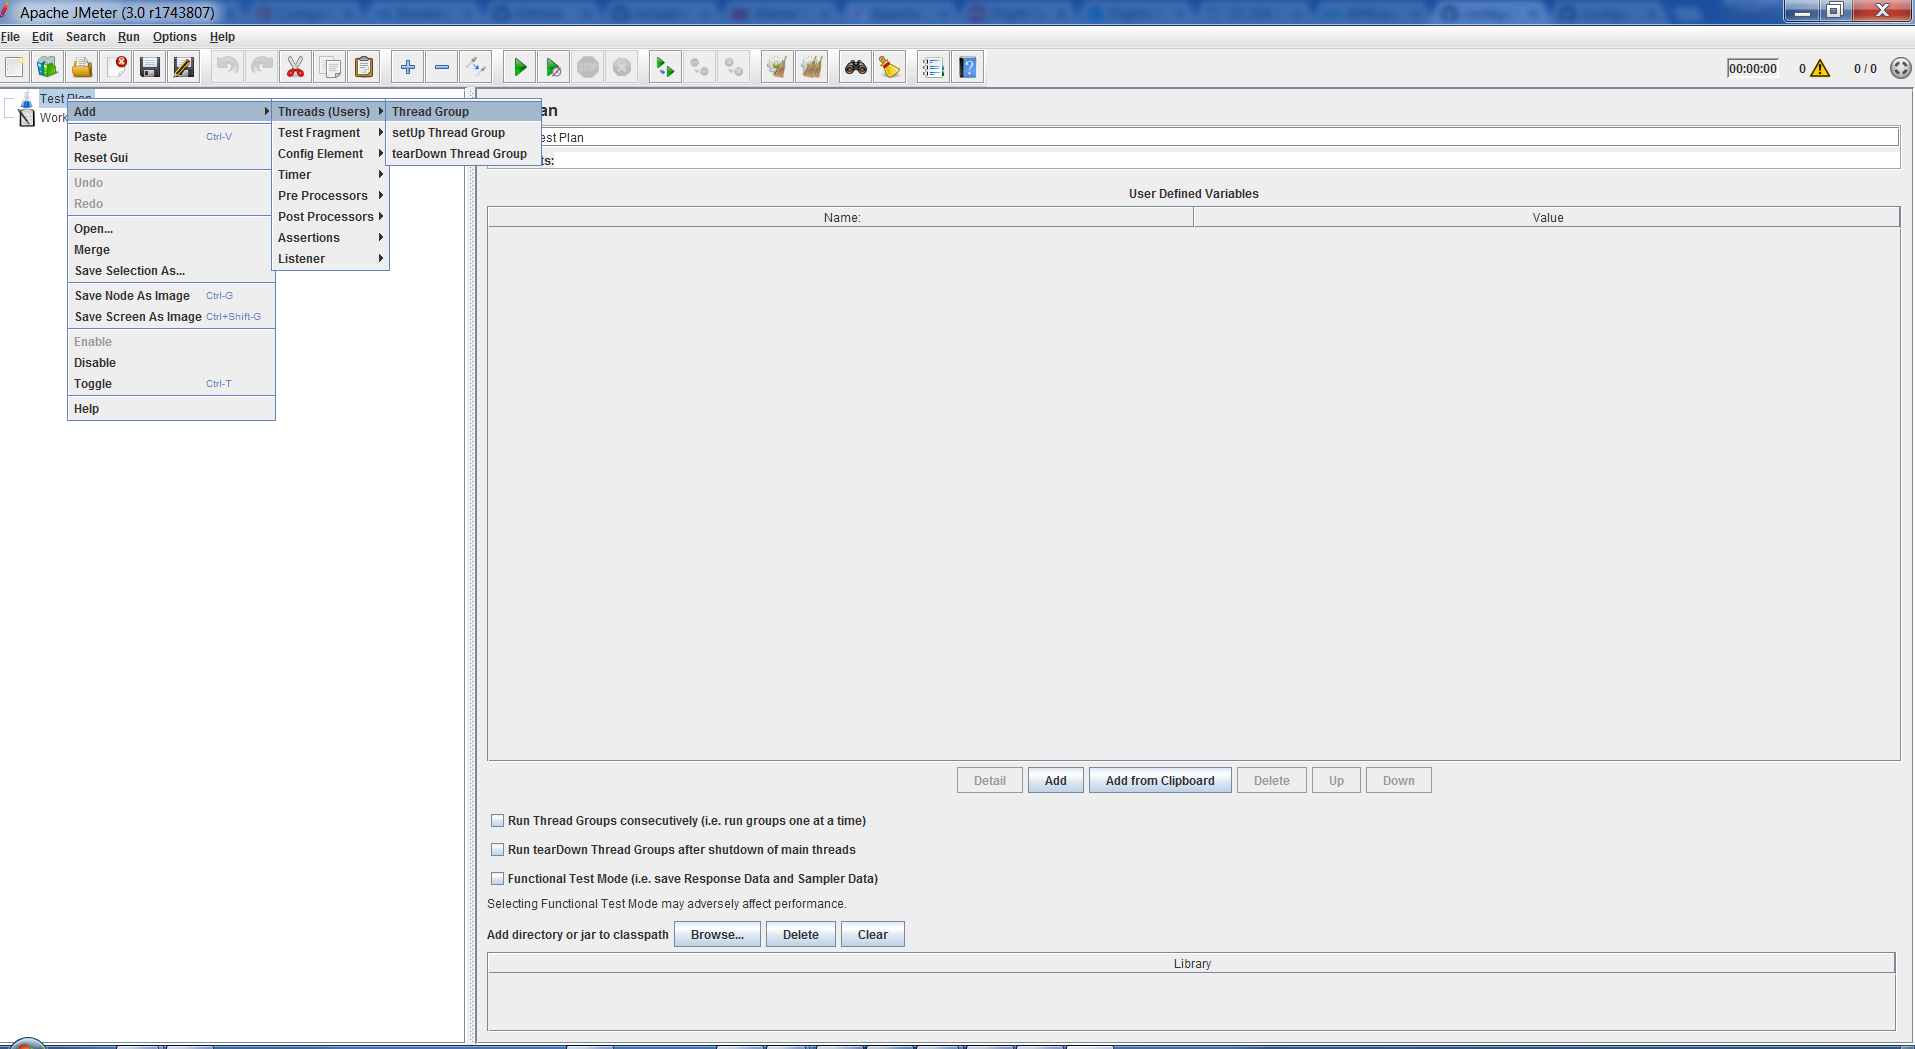 Apache JMeter (3.0 r1743807)
File Edit Search Run Options Help
00:00:00 0 0 / 0
Test Plan
Work
Add
Paste Ctrl-V
Reset Gui
Undo
Redo
Open...
Merge
Save Selection As...
Save Node As Image Ctrl-G
Save Screen As Image Ctrl+Shift-G
Enable
Disable
Toggle Ctrl-T
Help
Threads (Users)
Test Fragment
Config Element
Timer
Pre Processors
Post Processors
Assertions
Listener
Thread Group
setUp Thread Group
tearDown Thread Group
an
est Plan
ts:
User Defined Variables
Name: Value
Detail Add Add from Clipboard Delete Up Down
Run Thread Groups consecutively (i.e. run groups one at a time)
Run tearDown Thread Groups after shutdown of main threads
Functional Test Mode (i.e. save Response Data and Sampler Data)
Selecting Functional Test Mode may adversely affect performance.
Add directory or jar to classpath Browse... Delete Clear
Library